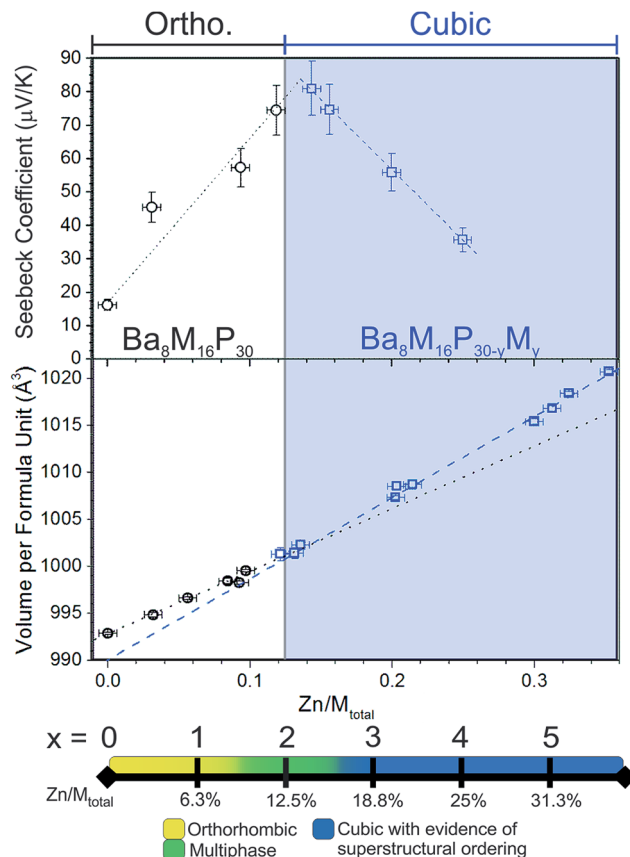 Ortho. Cubic
Seebeck Coefficient (µV/K)
90
80
70
60
50
40
30
20
10
0
Ba₈M₁₆P₃₀ Ba₈M₁₆P₃₀₋yMy
Volume per Formula Unit (Å³)
1020
1015
1010
1005
1000
995
990
0.0 0.1 0.2 0.3
Zn/Mtotal
x = 0 1 2 3 4 5
Zn/Mtotal 6.3% 12.5% 18.8% 25% 31.3%
Orthorhombic
Multiphase
Cubic with evidence of
superstructural ordering